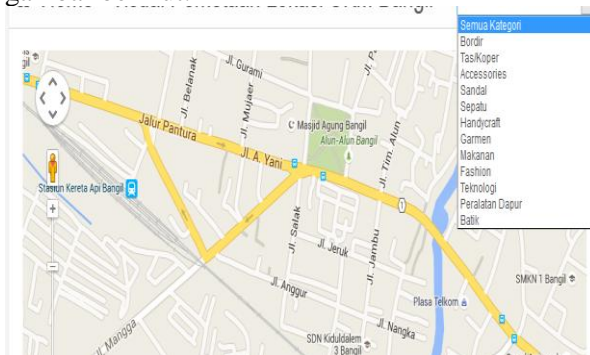 Semua Kategori
Bordir
Tas/Koper
Accessories
Sandal
Sepatu
Handycraft
Garmen
Makanan
Fashion
Teknologi
Peralatan Dapur
Batik
Jl. Gurami
Jl. Belanak
Jl. Mujaer
Masjid Agung Bangil
Alun-Alun Bangil
Jalur Pantura
Jl. A. Yani
Jl. Tim. Alun
Stasiun Kereta Api Bangil
1
Jl. Salak
Jl. Jeruk
Jl. Jambu
Jl. Anggur
SMKN 1 Bangil
Plasa Telkom
Jl. Nangka
Jl. Mangga
SDN Kiduldalem
3 Bangil